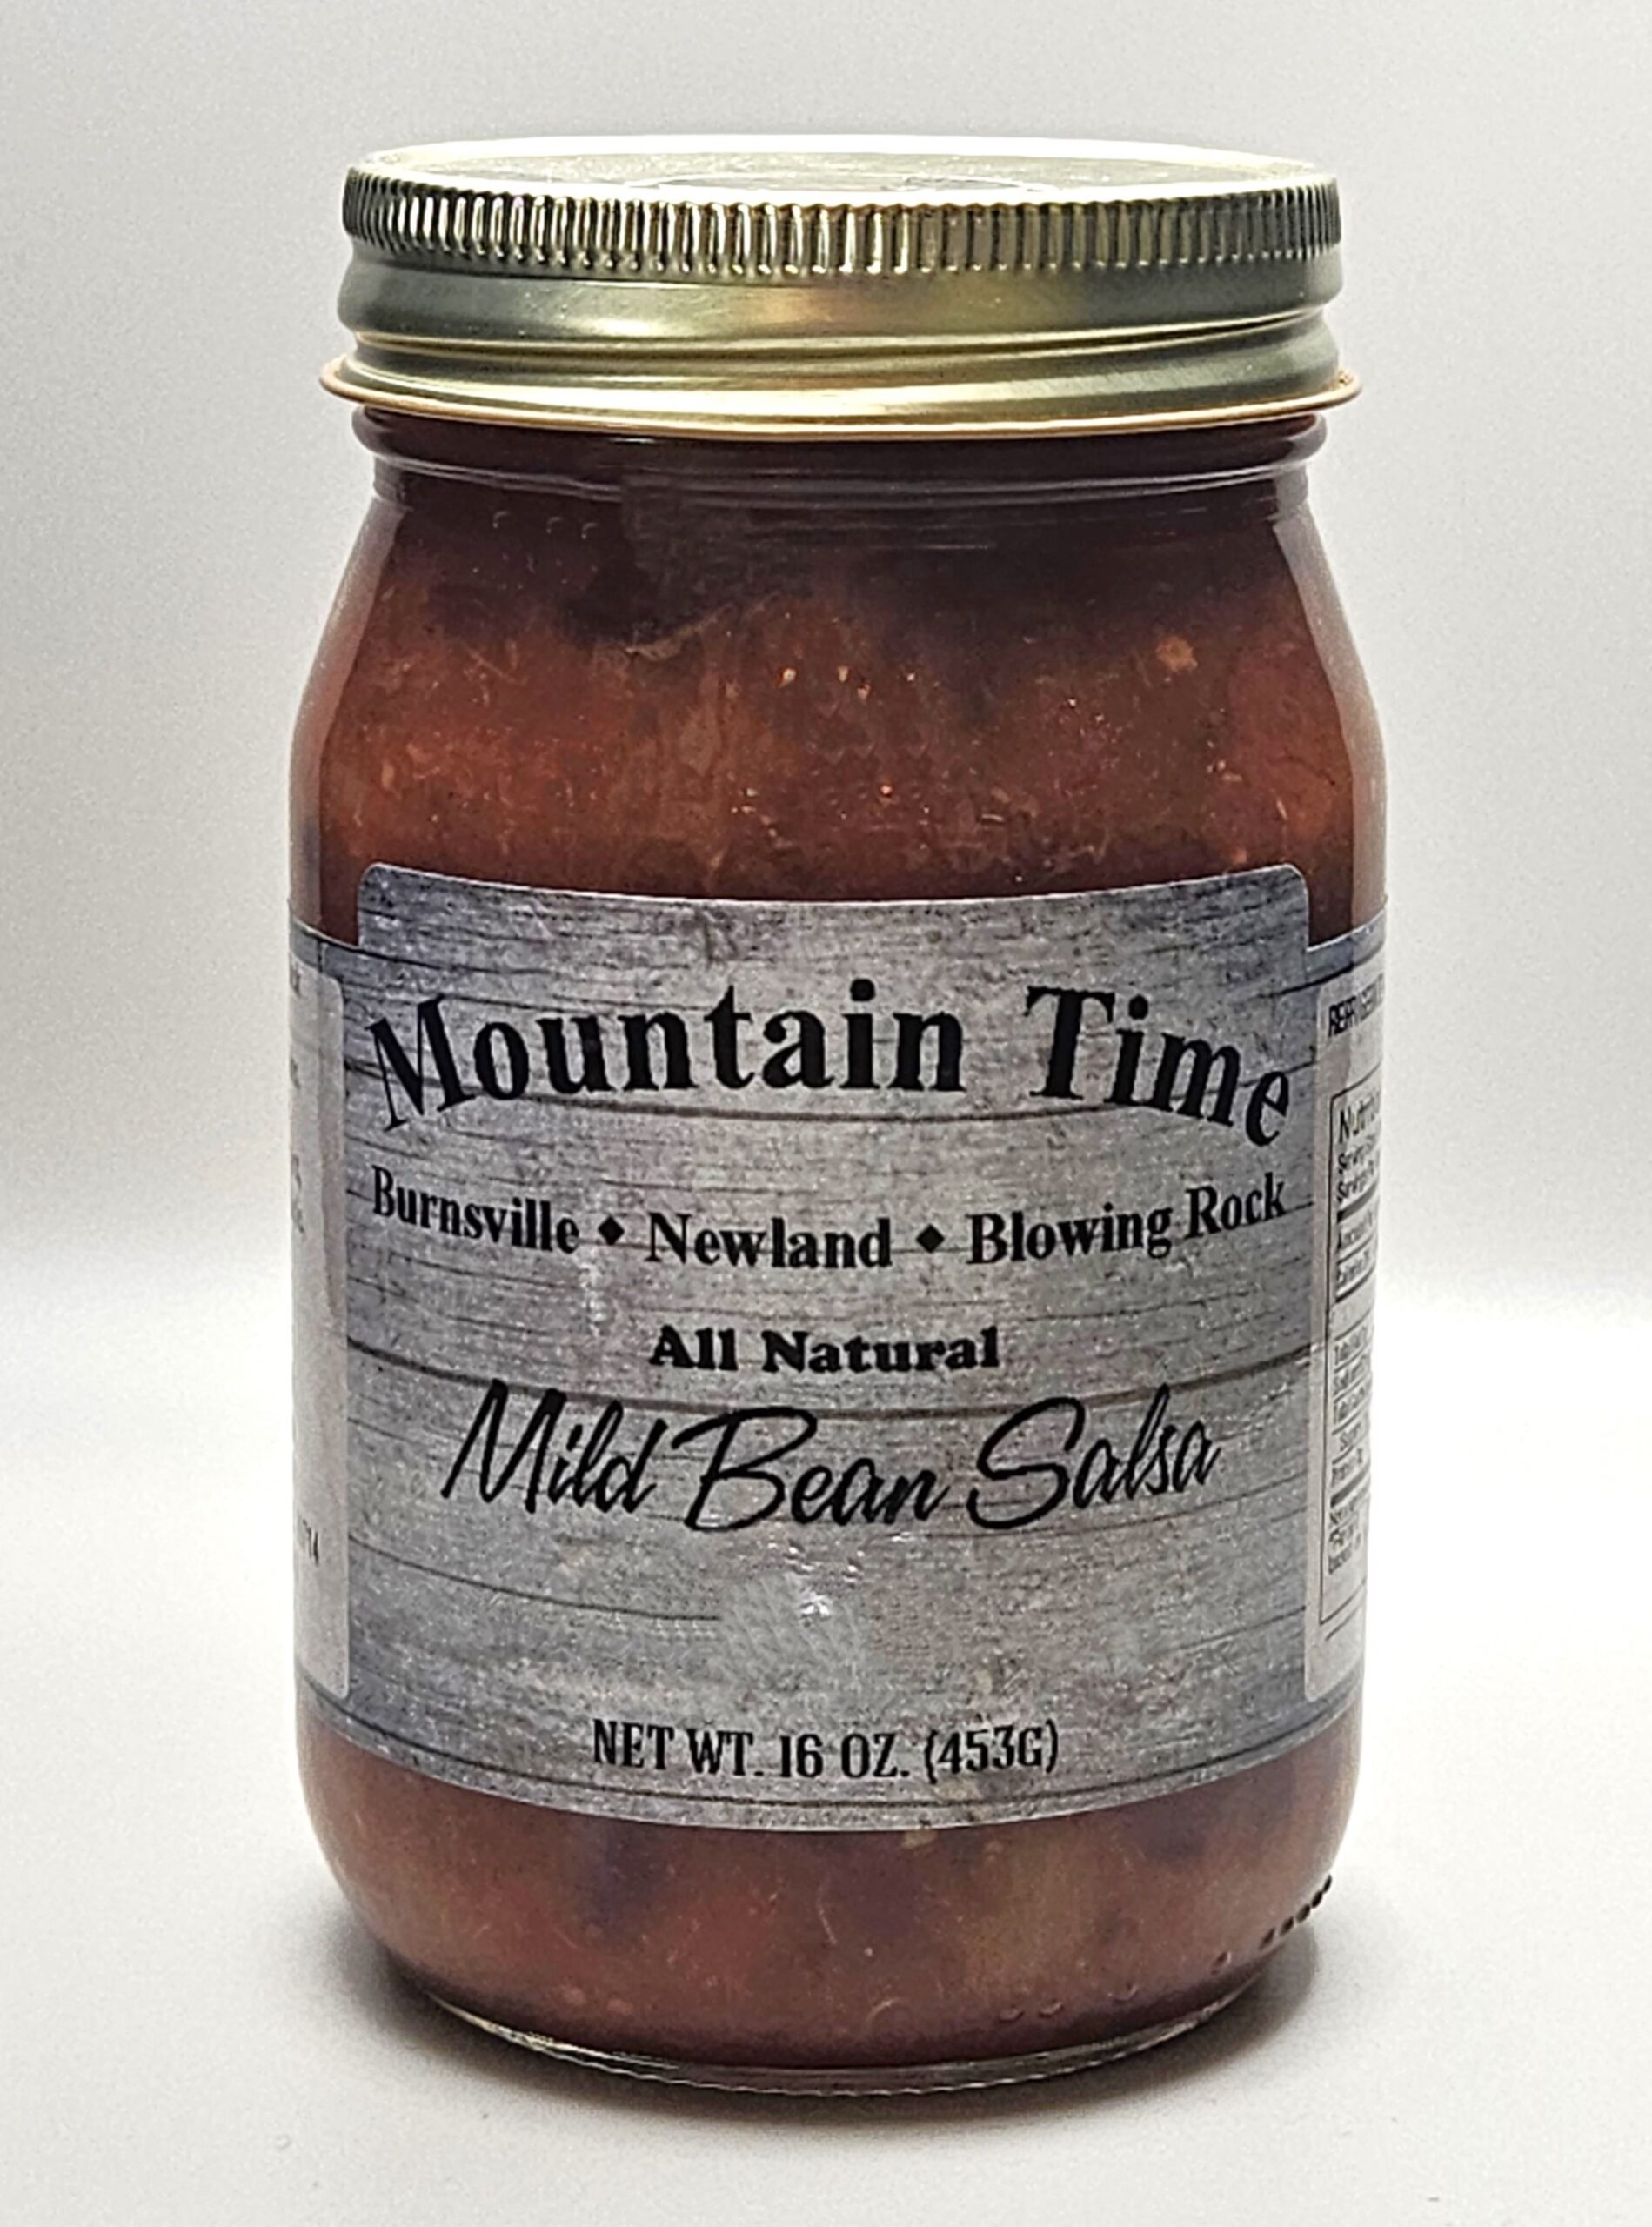 Mountain Time
Burnsville ♦ Newland ♦ Blowing Rock
All Natural
Mild Bean Salsa
NET WT. 16 OZ. (453G)